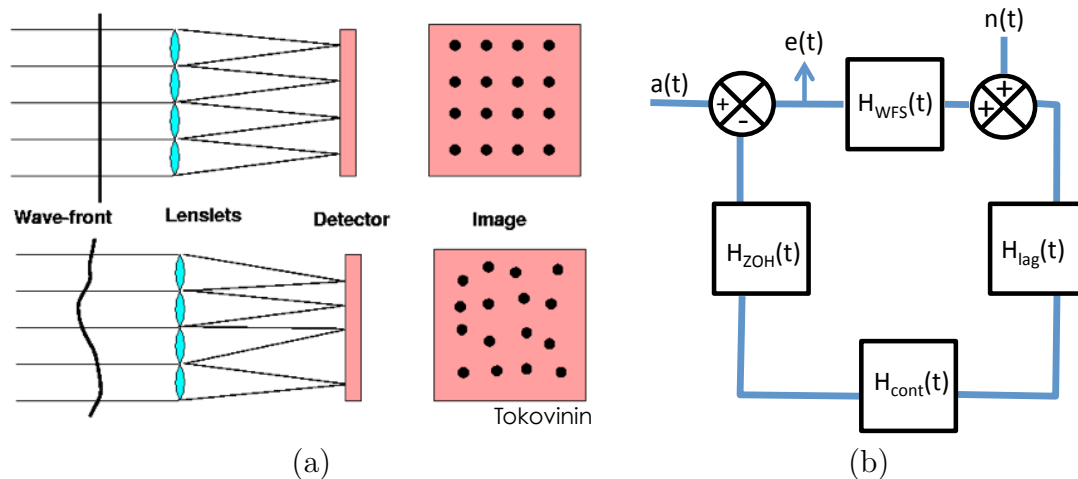 Wave-front
Lenslets
Detector
Image
Tokovinin
(a)
a(t)
+
-
e(t)
H_WFS(t)
n(t)
+
+
H_ZOH(t)
H_lag(t)
H_cont(t)
(b)